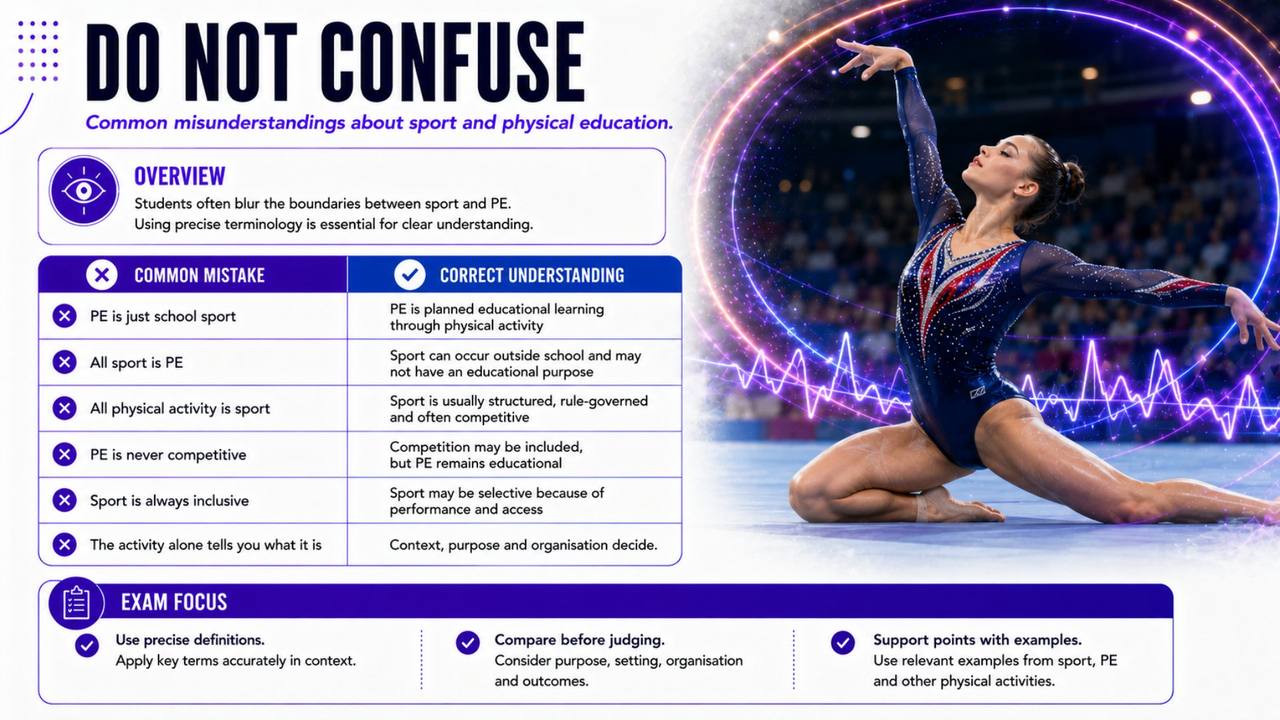 DO NOT CONFUSE
Common misunderstandings about sport and physical education.
OVERVIEW
Students often blur the boundaries between sport and PE.
Using precise terminology is essential for clear understanding.
COMMON MISTAKE
CORRECT UNDERSTANDING
PE is just school sport
PE is planned educational learning
through physical activity
All sport is PE
Sport can occur outside school and may
not have an educational purpose
All physical activity is sport
Sport is usually structured, rule-governed
and often competitive
PE is never competitive
Competition may be included,
but PE remains educational
Sport is always inclusive
Sport may be selective because of
performance and access
The activity alone tells you what it is
Context, purpose and organisation decide.
EXAM FOCUS
Use precise definitions.
Apply key terms accurately in context.
Compare before judging.
Consider purpose, setting, organisation
and outcomes.
Support points with examples.
Use relevant examples from sport, PE
and other physical activities.